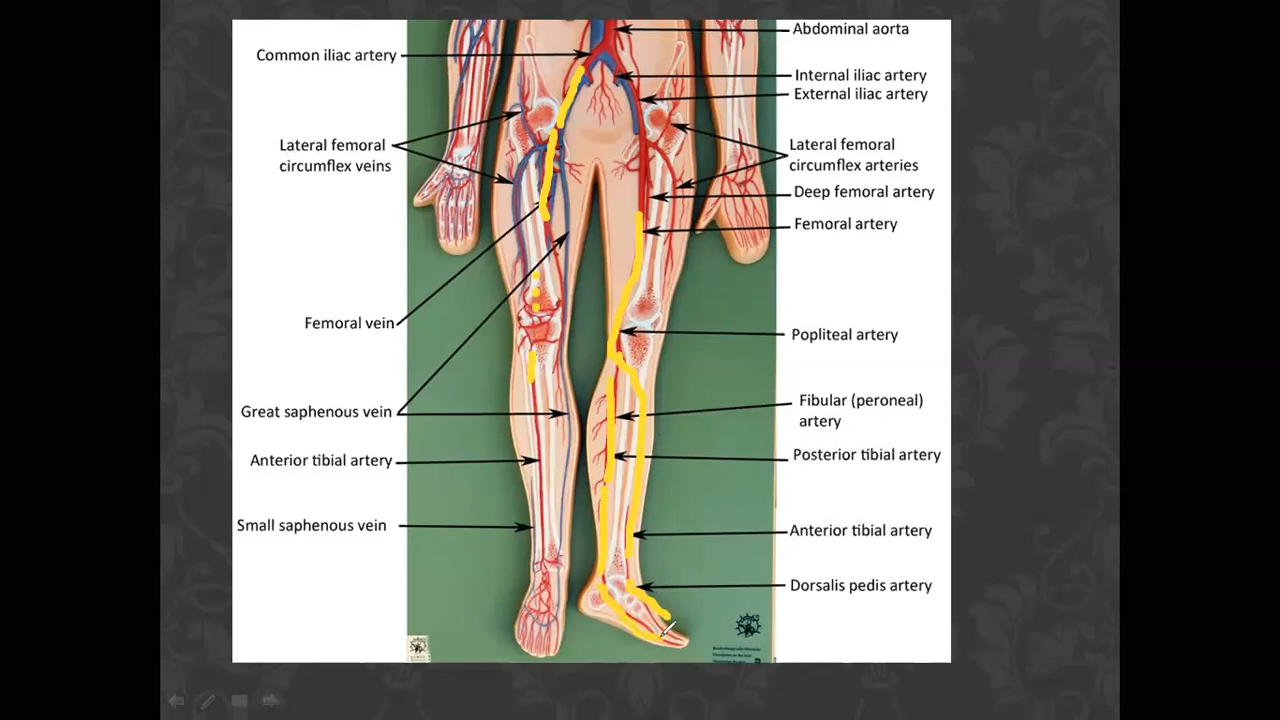 Abdominal aorta
Common iliac artery
Internal iliac artery
External iliac artery
Lateral femoral
circumflex veins
Lateral femoral
circumflex arteries
Deep femoral artery
Femoral artery
Femoral vein
Popliteal artery
Great saphenous vein
Fibular (peroneal)
artery
Anterior tibial artery
Posterior tibial artery
Small saphenous vein
Anterior tibial artery
Dorsalis pedis artery